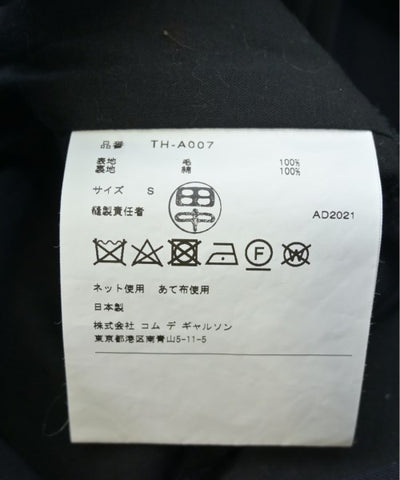 品番 TH-A007
表地 毛 100%
裏地 綿 100%
サイズ S
田中
縫製責任者 AD2021
F W
ネット使用 あて布使用
日本製
株式会社 コム デ ギャルソン
東京都港区南青山5-11-5